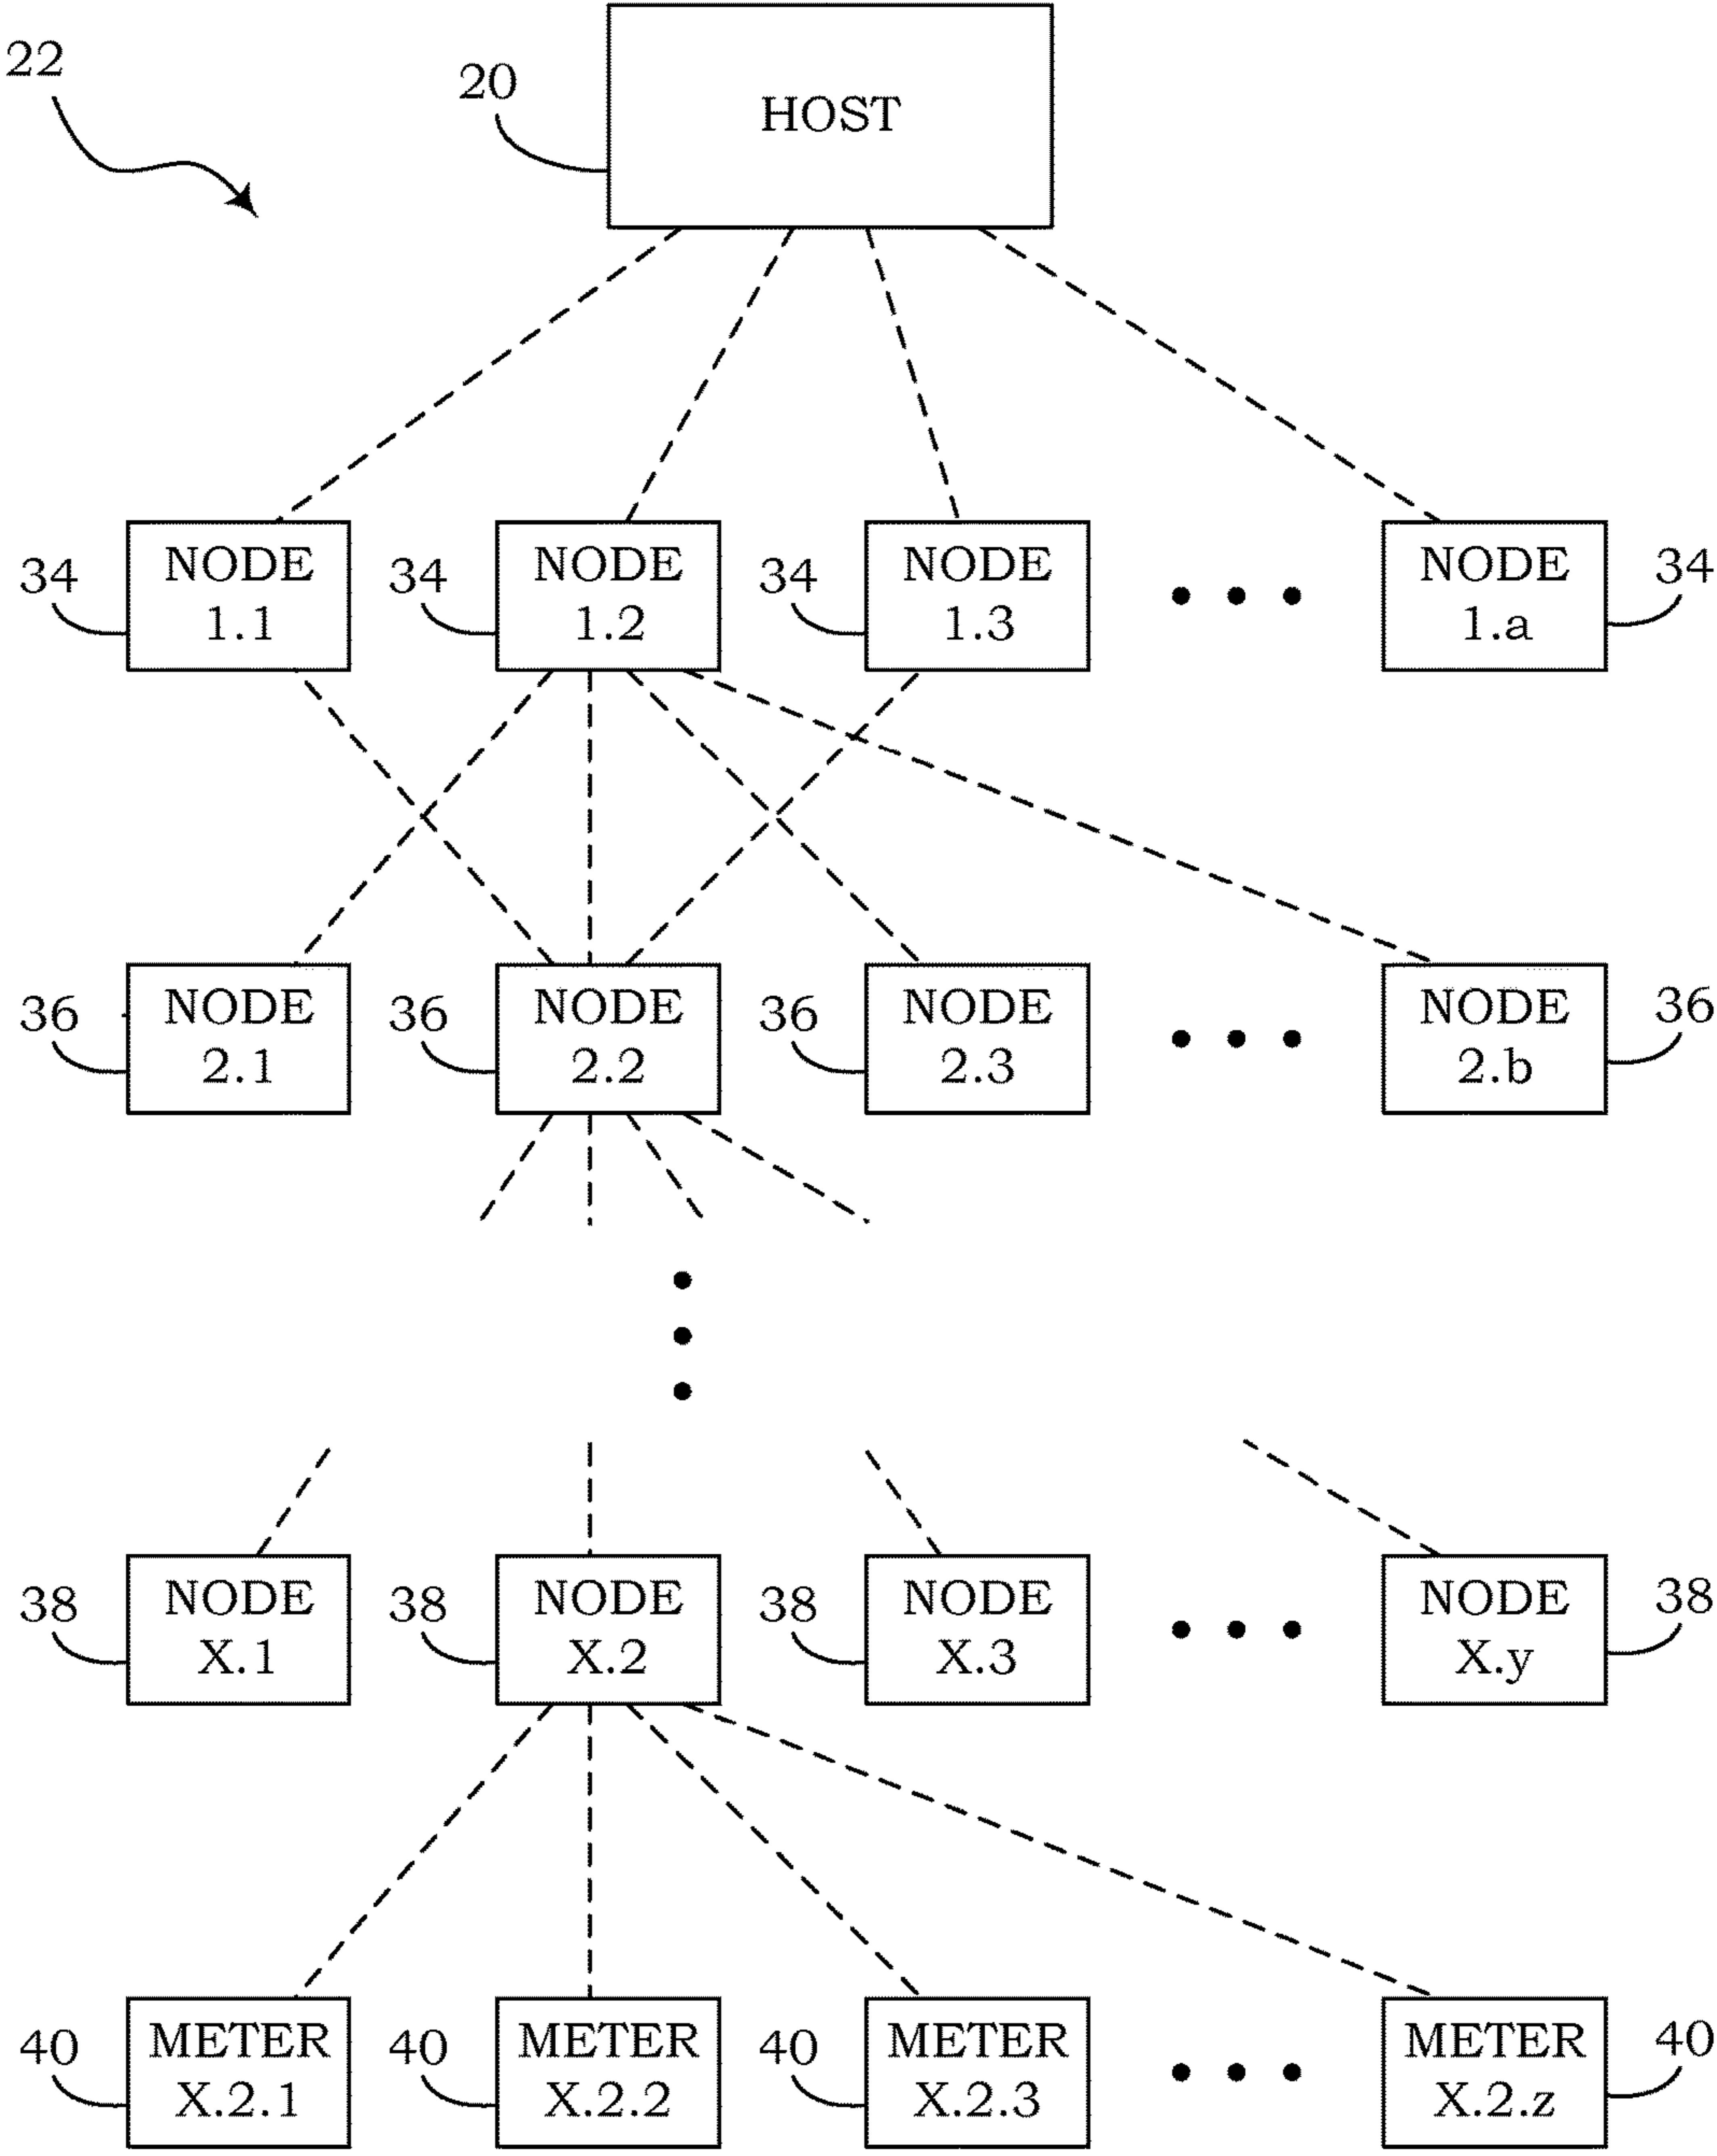 22
20
HOST
34
NODE
1.1
34
NODE
1.2
34
NODE
1.3
NODE
1.a
34
36
NODE
2.1
36
NODE
2.2
36
NODE
2.3
NODE
2.b
36
38
NODE
X.1
38
NODE
X.2
38
NODE
X.3
NODE
X.y
38
40
METER
X.2.1
40
METER
X.2.2
40
METER
X.2.3
METER
X.2.z
40